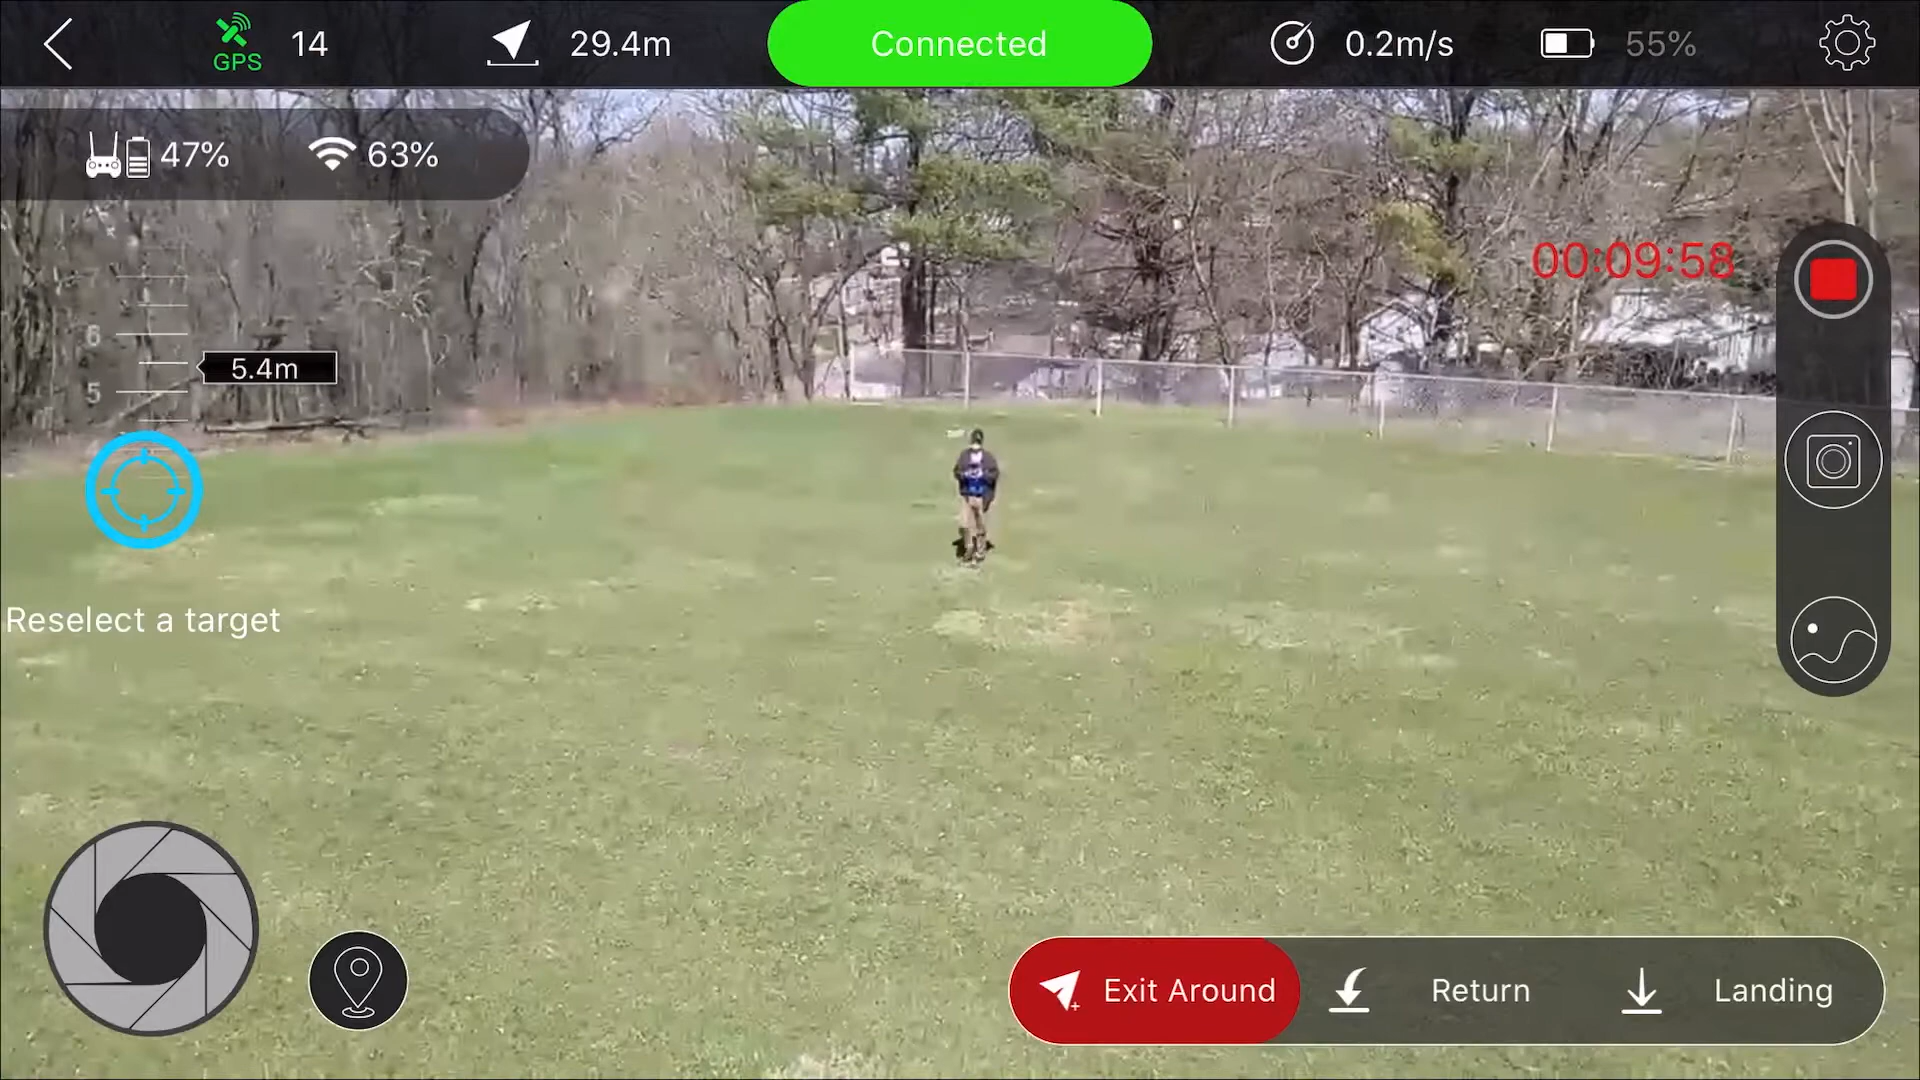 GPS 14
29.4m
Connected
0.2m/s
55%
47%
63%
00:09:58
6
5.4m
5
Reselect a target
Exit Around
Return
Landing